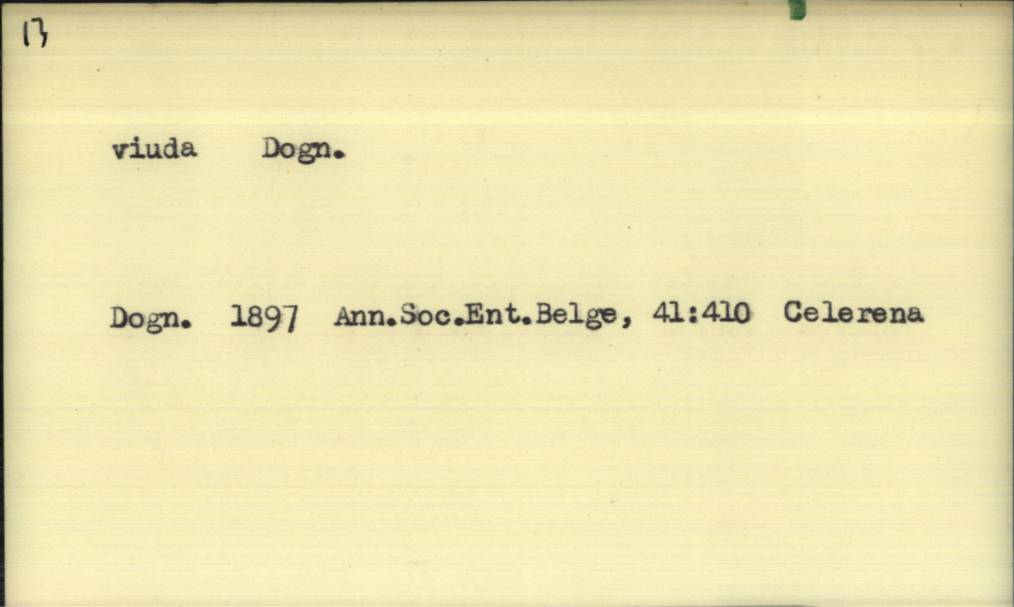 13
viuda Dogn.
Dogn. 1897 Ann.Soc.Ent.Belge, 41:410 Celerena